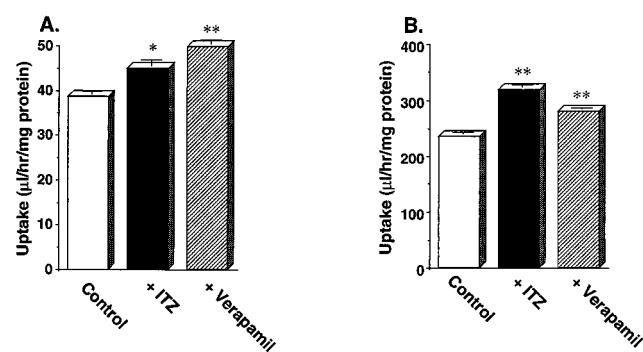 A.
Uptake (µl/hr/mg protein)
50
40
30
20
10
0
*
**
Control
+ ITZ
+ Verapamil
B.
Uptake (µl/hr/mg protein)
400
300
200
100
0
**
**
Control
+ ITZ
+ Verapamil